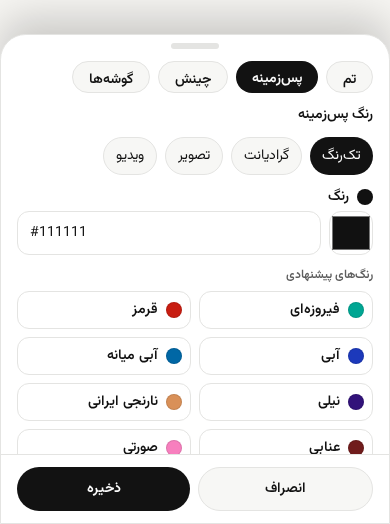 تم پس‌زمینه چینش گوشه‌ها
رنگ پس‌زمینه
تک‌رنگ گرادیانت تصویر ویدیو
رنگ
#111111
رنگ‌های پیشنهادی
فیروزه‌ای قرمز
آبی آبی میانه
نیلی نارنجی ایرانی
عنابی صورتی
انصراف ذخیره